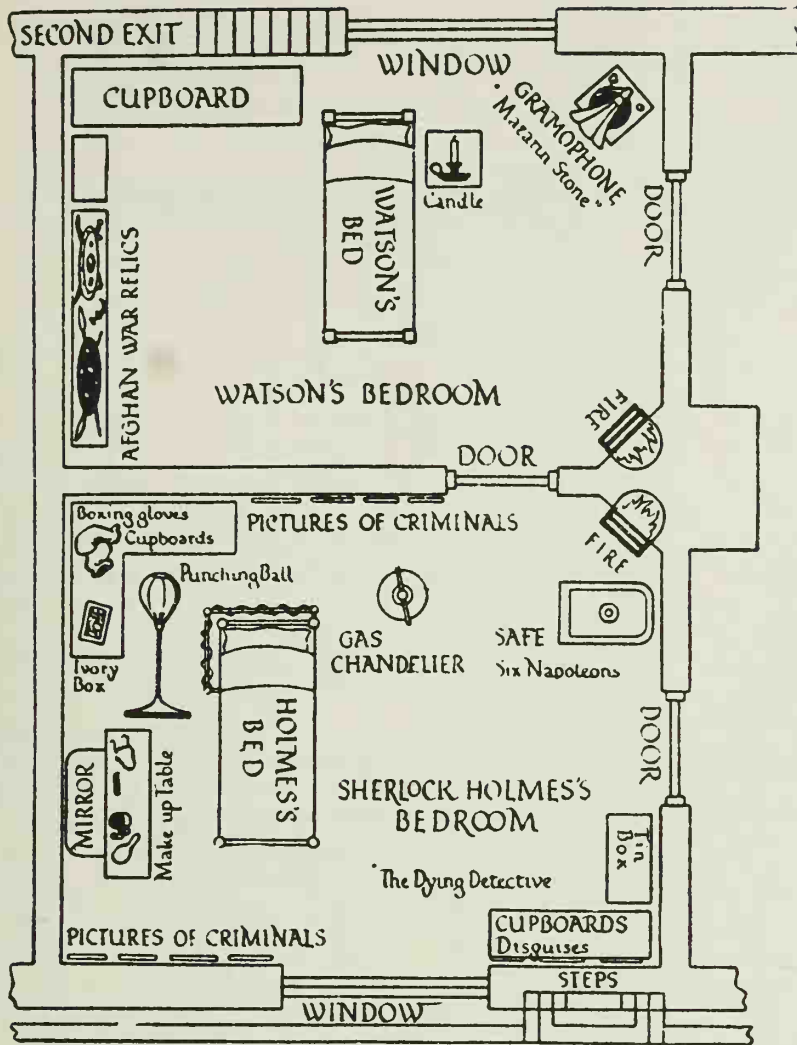 SECOND EXIT
WINDOW
CUPBOARD
GRAMOPHONE
"Mazarin Stone"
Candle
WATSON'S
BED
DOOR
AFGHAN WAR RELICS
WATSON'S BEDROOM
FIRE
DOOR
Boxing gloves
Cupboards
PICTURES OF CRIMINALS
FIRE
Punching Ball
GAS
CHANDELIER
SAFE
Six Napoleons
Ivory
Box
HOLMES'S
BED
DOOR
MIRROR
Make up Table
SHERLOCK HOLMES'S
BEDROOM
Tin
Box
"The Dying Detective
PICTURES OF CRIMINALS
CUPBOARDS
Disguises
STEPS
WINDOW